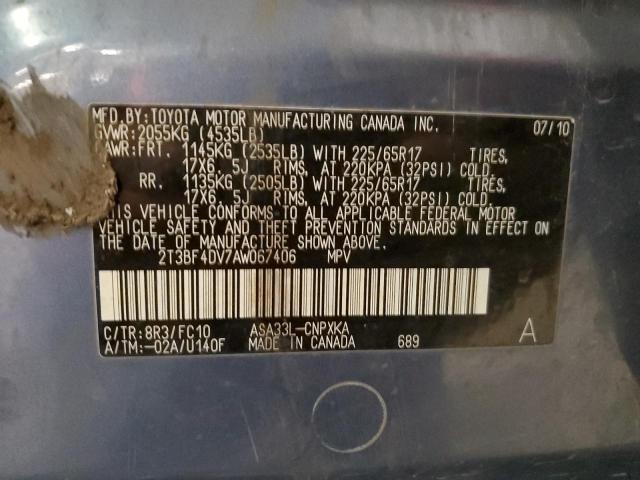 MFD. BY: TOYOTA MOTOR MANUFACTURING CANADA INC. 07/10
GVWR: 2055KG (4535LB)
GAWR: FRT. 1145KG (2535LB) WITH 225/65R17 TIRES,
17X6. 5J RIMS, AT 220KPA (32PSI) COLD.
RR. 1135KG (2505LB) WITH 225/65R17 TIRES,
17X6. 5J RIMS, AT 220KPA (32PSI) COLD.
THIS VEHICLE CONFORMS TO ALL APPLICABLE FEDERAL MOTOR
VEHICLE SAFETY AND THEFT PREVENTION STANDARDS IN EFFECT ON
THE DATE OF MANUFACTURE SHOWN ABOVE.
2T3BF4DV7AW067406 MPV
C/TR: 8R3/FC10 ASA33L-CNPXKA
A/TM: -02A/U140F MADE IN CANADA 689 A